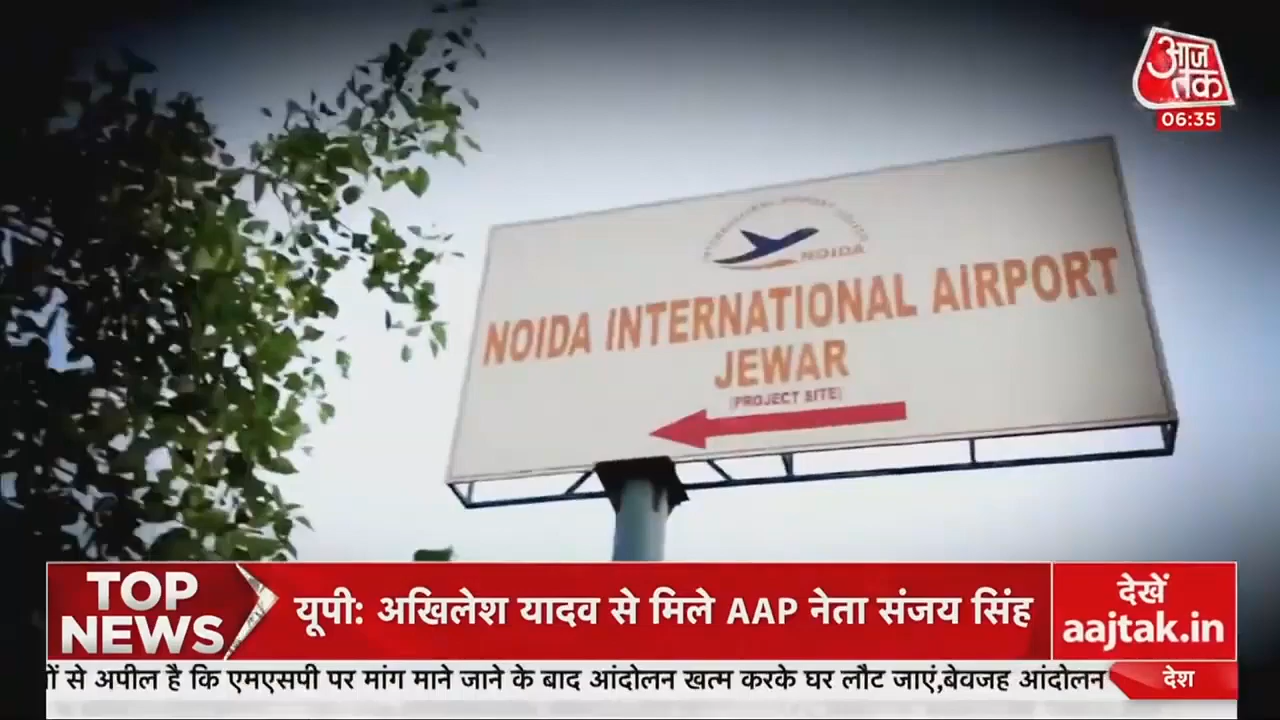 आज
तक
06:35
NOIDA
NOIDA INTERNATIONAL AIRPORT
JEWAR
(PROJECT SITE)
TOP
NEWS
यूपी: अखिलेश यादव से मिले AAP नेता संजय सिंह
देखें
aajtak.in
ों से अपील है कि एमएसपी पर मांग माने जाने के बाद आंदोलन खत्म करके घर लौट जाएं,बेवजह आंदोलन
देश